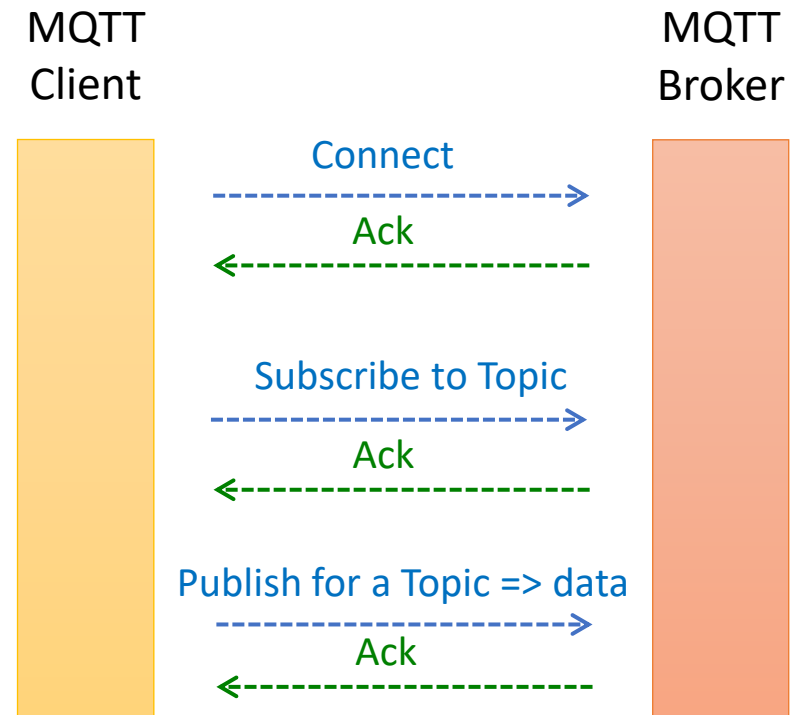 MQTT
Client
MQTT
Broker
Connect
Ack
Subscribe to Topic
Ack
Publish for a Topic => data
Ack